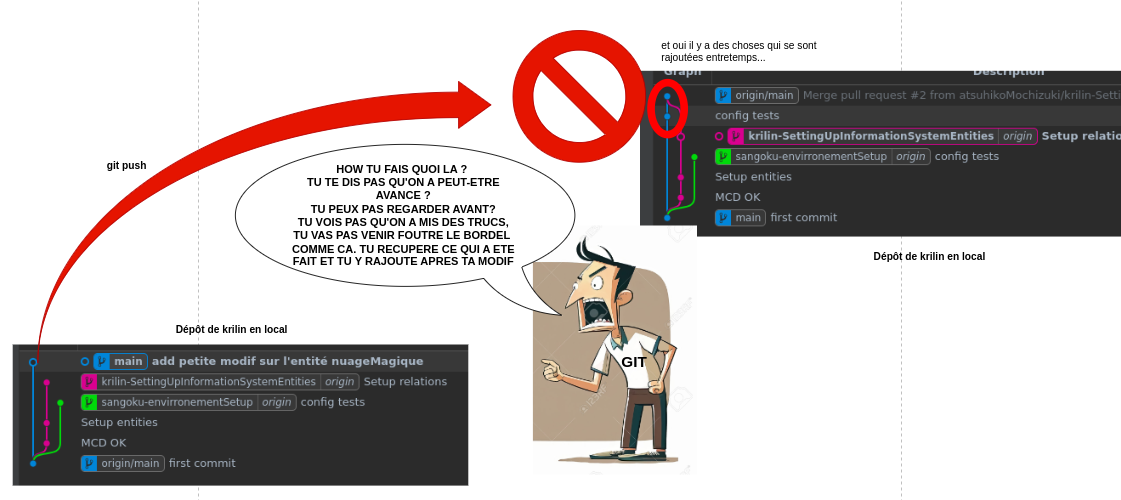 et oui il y a des choses qui se sont
rajoutées entretemps...
Graph Description
origin/main Merge pull request #2 from atsuhikoMochizuki/krilin-Setti
config tests
krilin-SettingUpInformationSystemEntities origin Setup relatio
sangoku-envirronementSetup origin config tests
Setup entities
MCD OK
main first commit
Dépôt de krilin en local
git push
HOW TU FAIS QUOI LA ?
TU TE DIS PAS QU'ON A PEUT-ETRE
AVANCE ?
TU PEUX PAS REGARDER AVANT?
TU VOIS PAS QU'ON A MIS DES TRUCS,
TU VAS PAS VENIR FOUTRE LE BORDEL
COMME CA. TU RECUPERE CE QUI A ETE
FAIT ET TU Y RAJOUTE APRES TA MODIF
GIT
Dépôt de krilin en local
main add petite modif sur l'entité nuageMagique
krilin-SettingUpInformationSystemEntities origin Setup relations
sangoku-envirronementSetup origin config tests
Setup entities
MCD OK
origin/main first commit